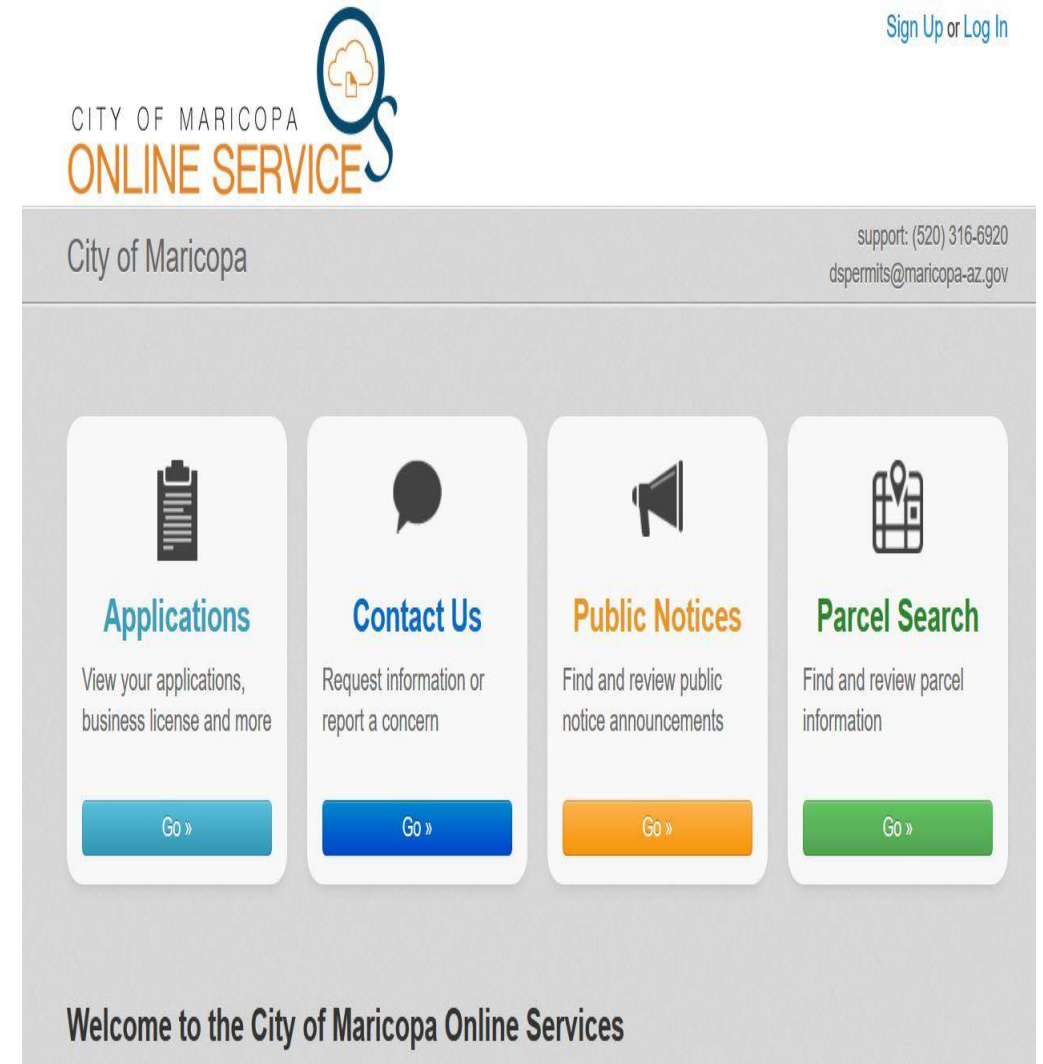 Sign Up or Log In
CITY OF MARICOPA
ONLINE SERVICES
City of Maricopa
support: (520) 316-6920
dspermits@maricopa-az.gov
Applications
View your applications,
business license and more
Go »
Contact Us
Request information or
report a concern
Go »
Public Notices
Find and review public
notice announcements
Go »
Parcel Search
Find and review parcel
information
Go »
Welcome to the City of Maricopa Online Services